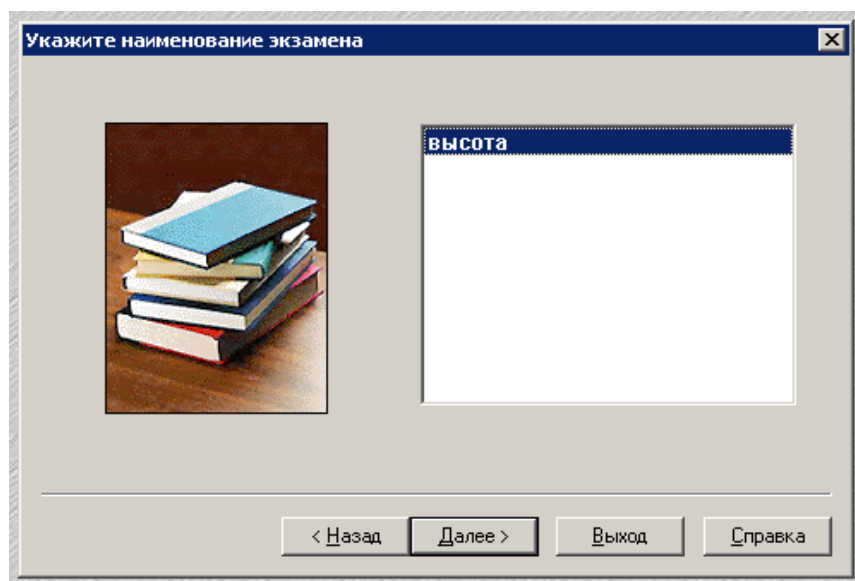 Укажите наименование экзамена
высота
< Назад
Далее >
Выход
Справка